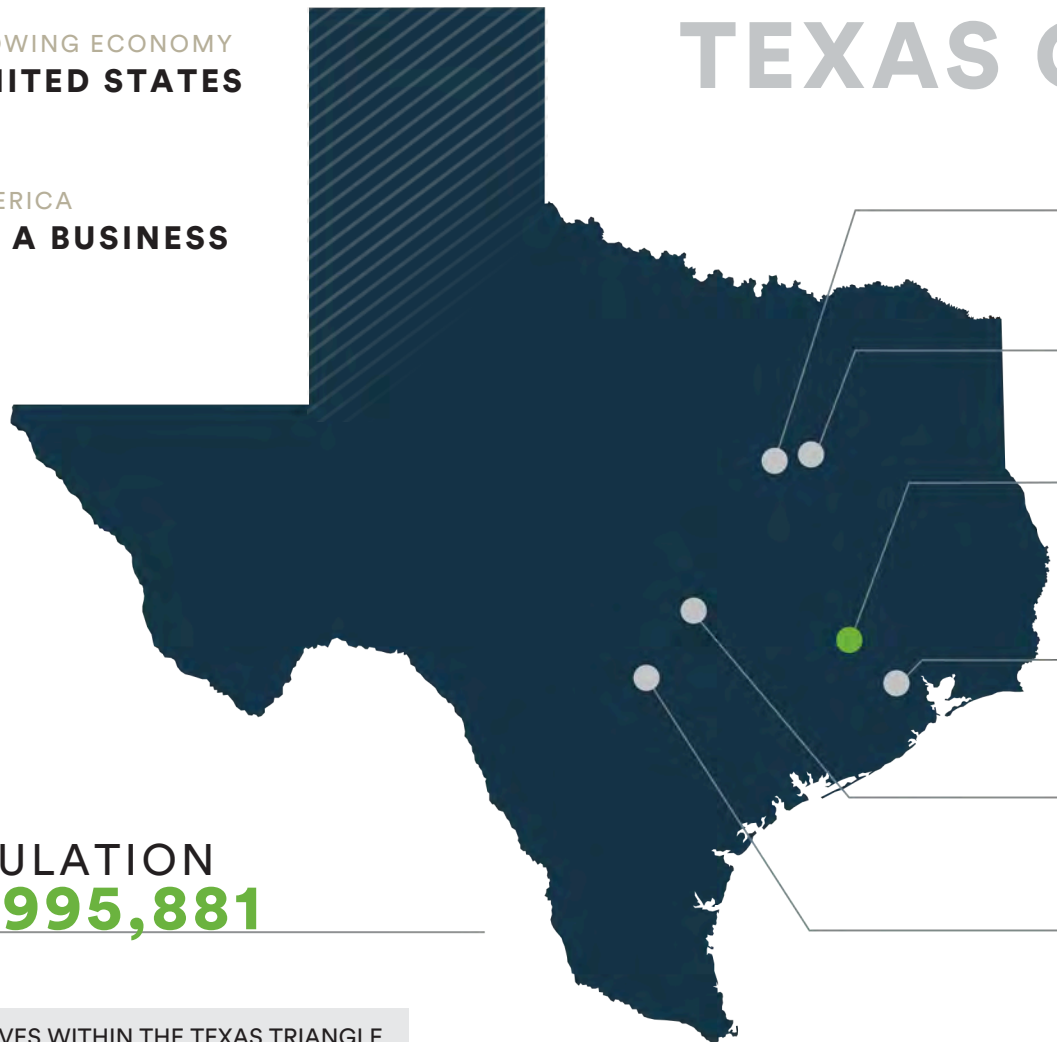 OWING ECONOMY
NITED STATES
TEXAS
ERICA
A BUSINESS
ULATION
995,881
VES WITHIN THE TEXAS TRIANGLE